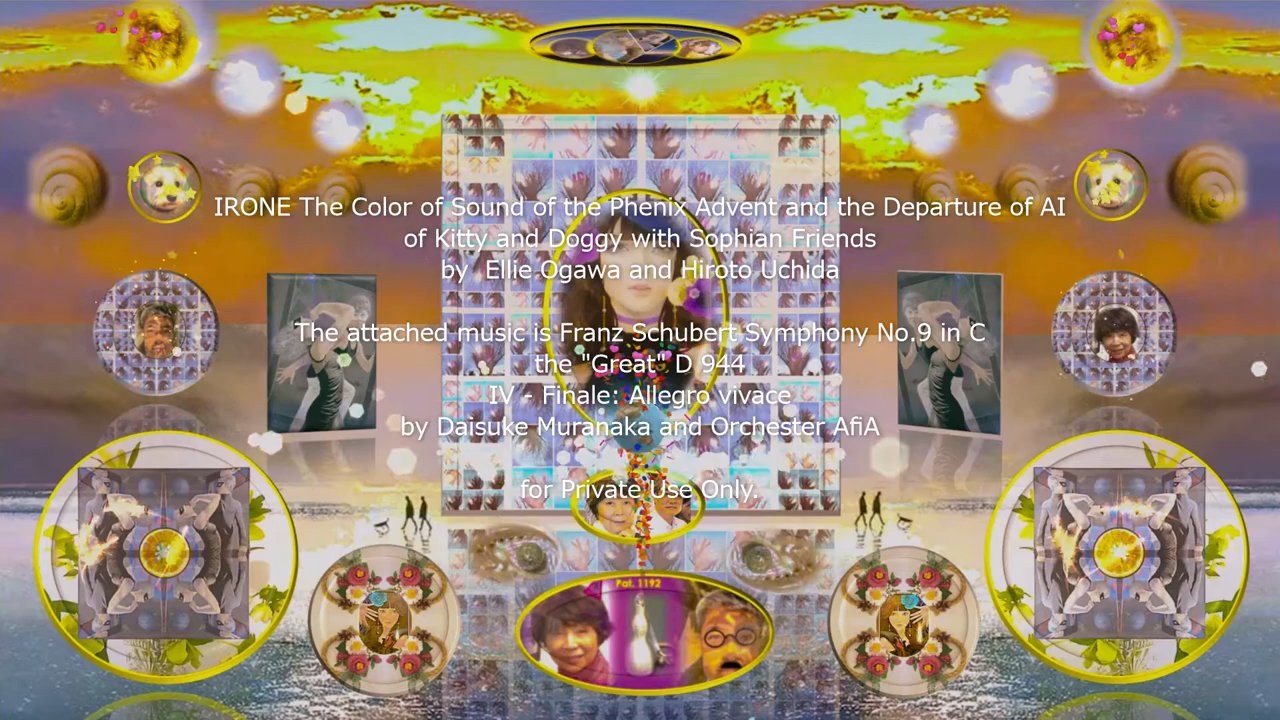 IRONE The Color of Sound of the Phenix Advent and the Departure of AI
of Kitty and Doggy with Sophian Friends
by  Ellie Ogawa and Hiroto Uchida
The attached music is Franz Schubert Symphony No.9 in C
the "Great" D 944
IV - Finale: Allegro vivace
by Daisuke Muranaka and Orchester AfiA
for Private Use Only.
Pat. 1192